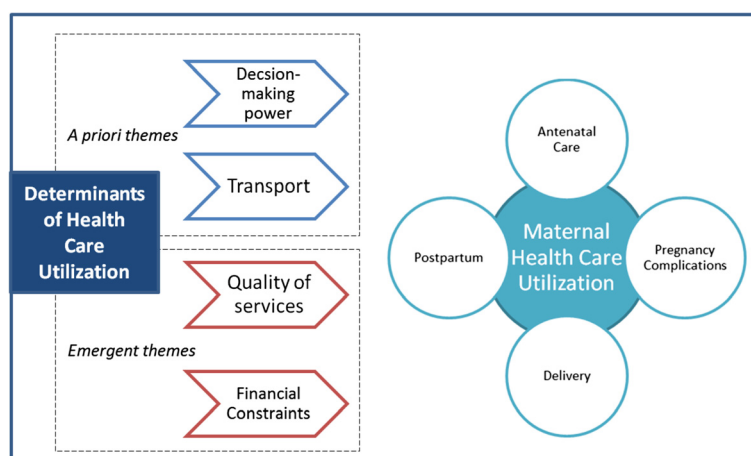 Decsion-
making
power
A priori themes
Transport
Determinants
of Health
Care
Utilization
Quality of
services
Emergent themes
Financial
Constraints
Antenatal
Care
Maternal
Health Care
Utilization
Postpartum
Pregnancy
Complications
Delivery